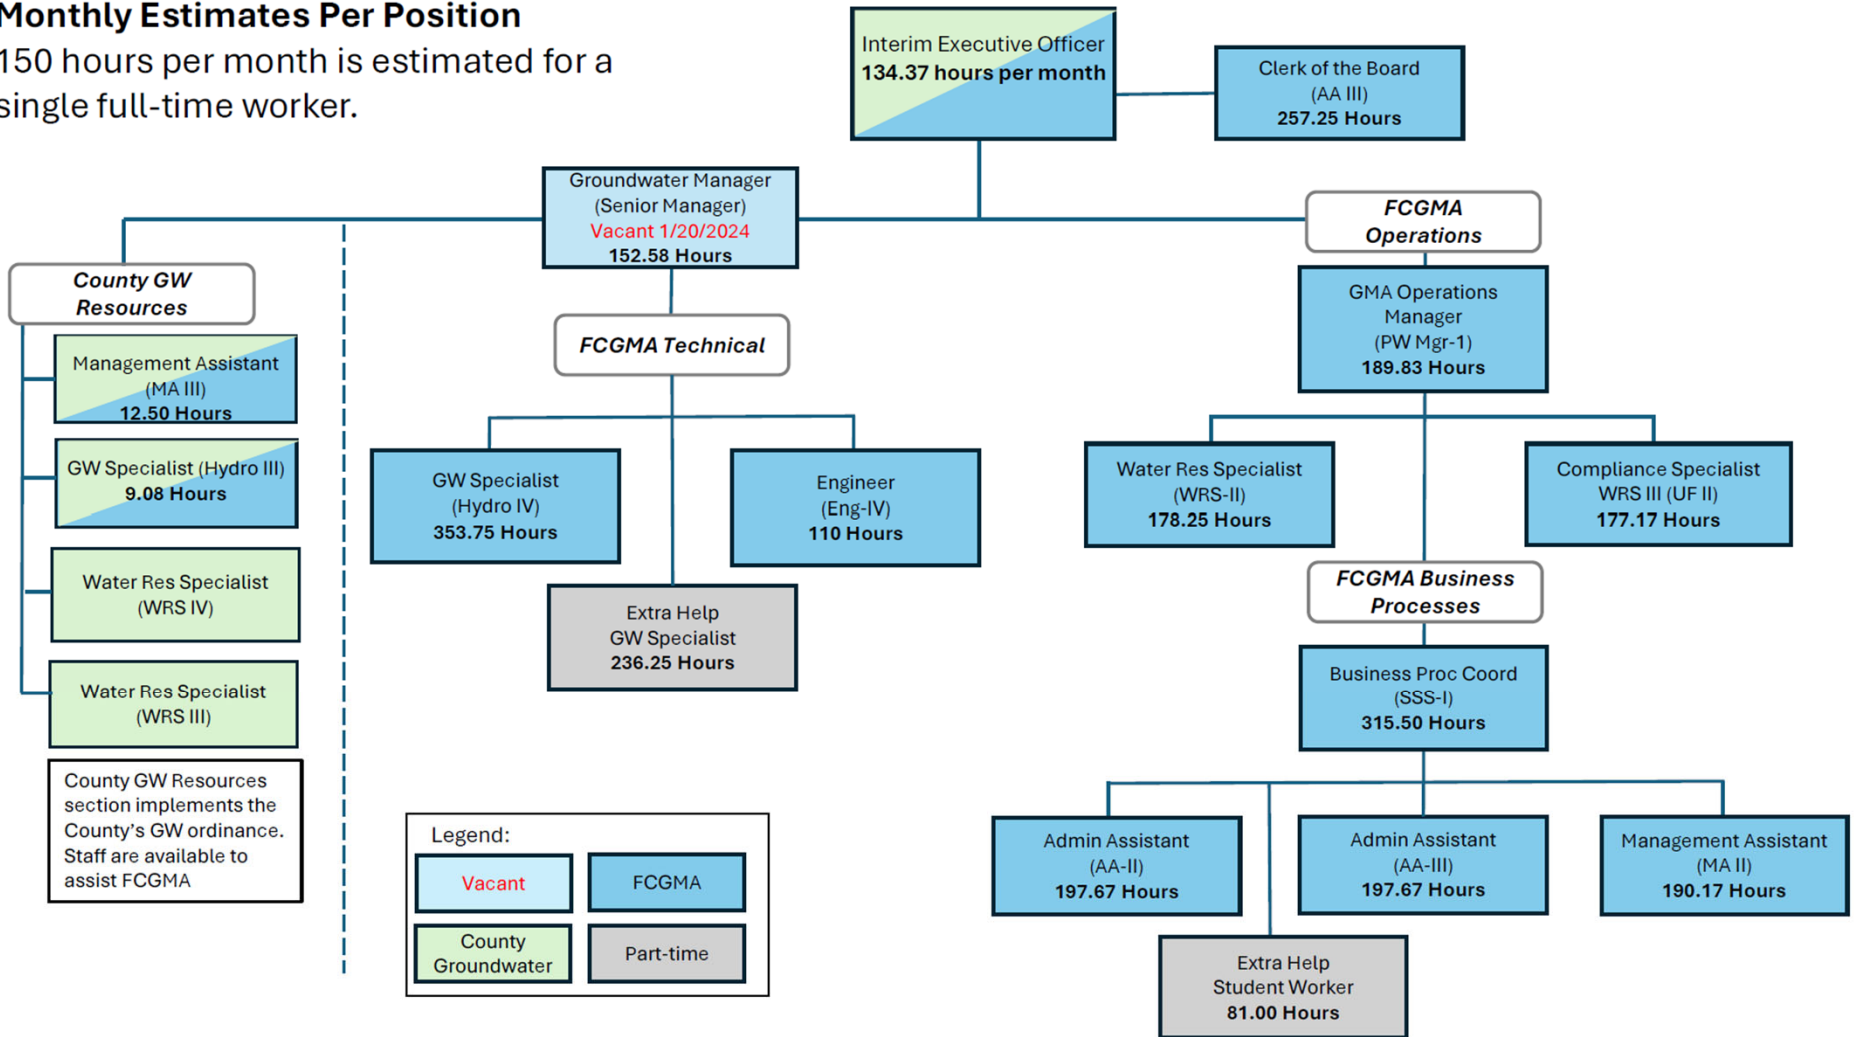 Monthly Estimates Per Position
150 hours per month is estimated for a
single full-time worker.
Interim Executive Officer
134.37 hours per month
Clerk of the Board
(AA III)
257.25 Hours
Groundwater Manager
(Senior Manager)
Vacant 1/20/2024
152.58 Hours
FCGMA
Operations
County GW
Resources
Management Assistant
(MA III)
12.50 Hours
GW Specialist (Hydro III)
9.08 Hours
Water Res Specialist
(WRS IV)
Water Res Specialist
(WRS III)
County GW Resources
section implements the
County's GW ordinance.
Staff are available to
assist FCGMA
FCGMA Technical
GW Specialist
(Hydro IV)
353.75 Hours
Engineer
(Eng-IV)
110 Hours
Extra Help
GW Specialist
236.25 Hours
GMA Operations
Manager
(PW Mgr-1)
189.83 Hours
Water Res Specialist
(WRS-II)
178.25 Hours
Compliance Specialist
WRS III (UF II)
177.17 Hours
FCGMA Business
Processes
Business Proc Coord
(SSS-I)
315.50 Hours
Admin Assistant
(AA-II)
197.67 Hours
Admin Assistant
(AA-III)
197.67 Hours
Management Assistant
(MA II)
190.17 Hours
Extra Help
Student Worker
81.00 Hours
Legend:
Vacant
FCGMA
County
Groundwater
Part-time